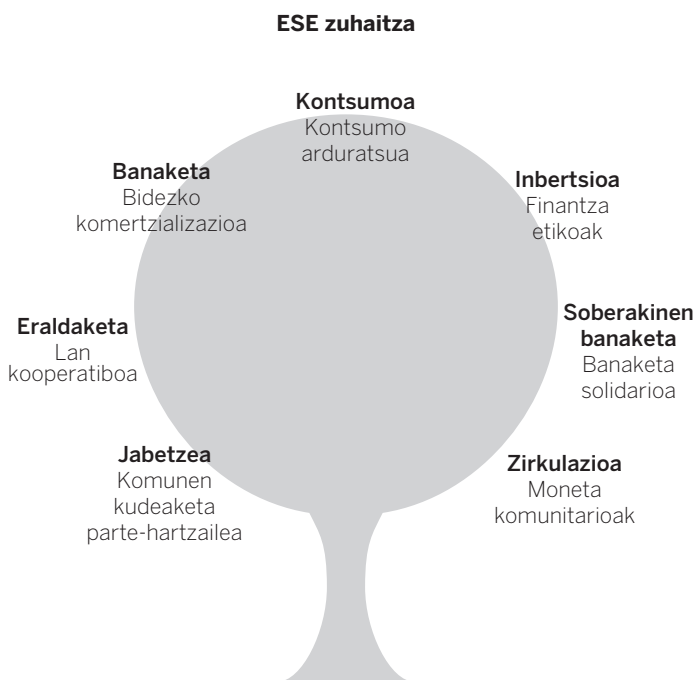 ESE zuhaitza
Kontsumoa
Kontsumo
arduratsua
Banaketa
Bidezko
komertzializazioa
Inbertsioa
Finantza
etikoak
Eraldaketa
Lan
kooperatiboa
Soberakinen
banaketa
Banaketa
solidarioa
Jabetzea
Komunen
kudeaketa
parte-hartzailea
Zirkulazioa
Moneta
komunitarioak